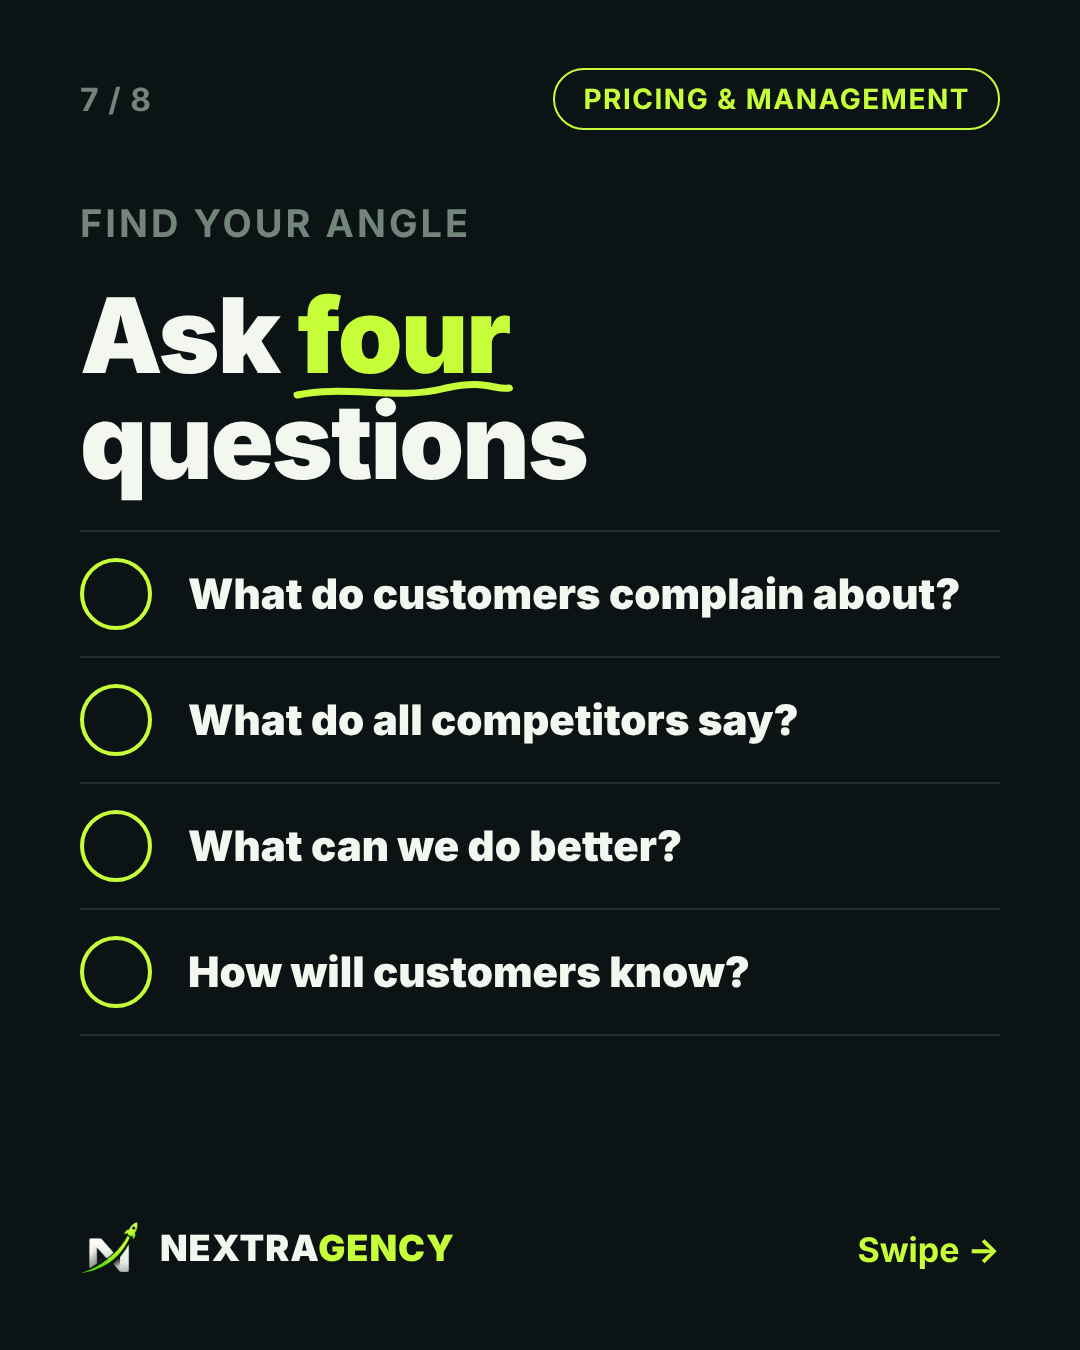 7 / 8
PRICING & MANAGEMENT
FIND YOUR ANGLE
Ask four
questions
What do customers complain about?
What do all competitors say?
What can we do better?
How will customers know?
NEXTRAGENCY
Swipe →